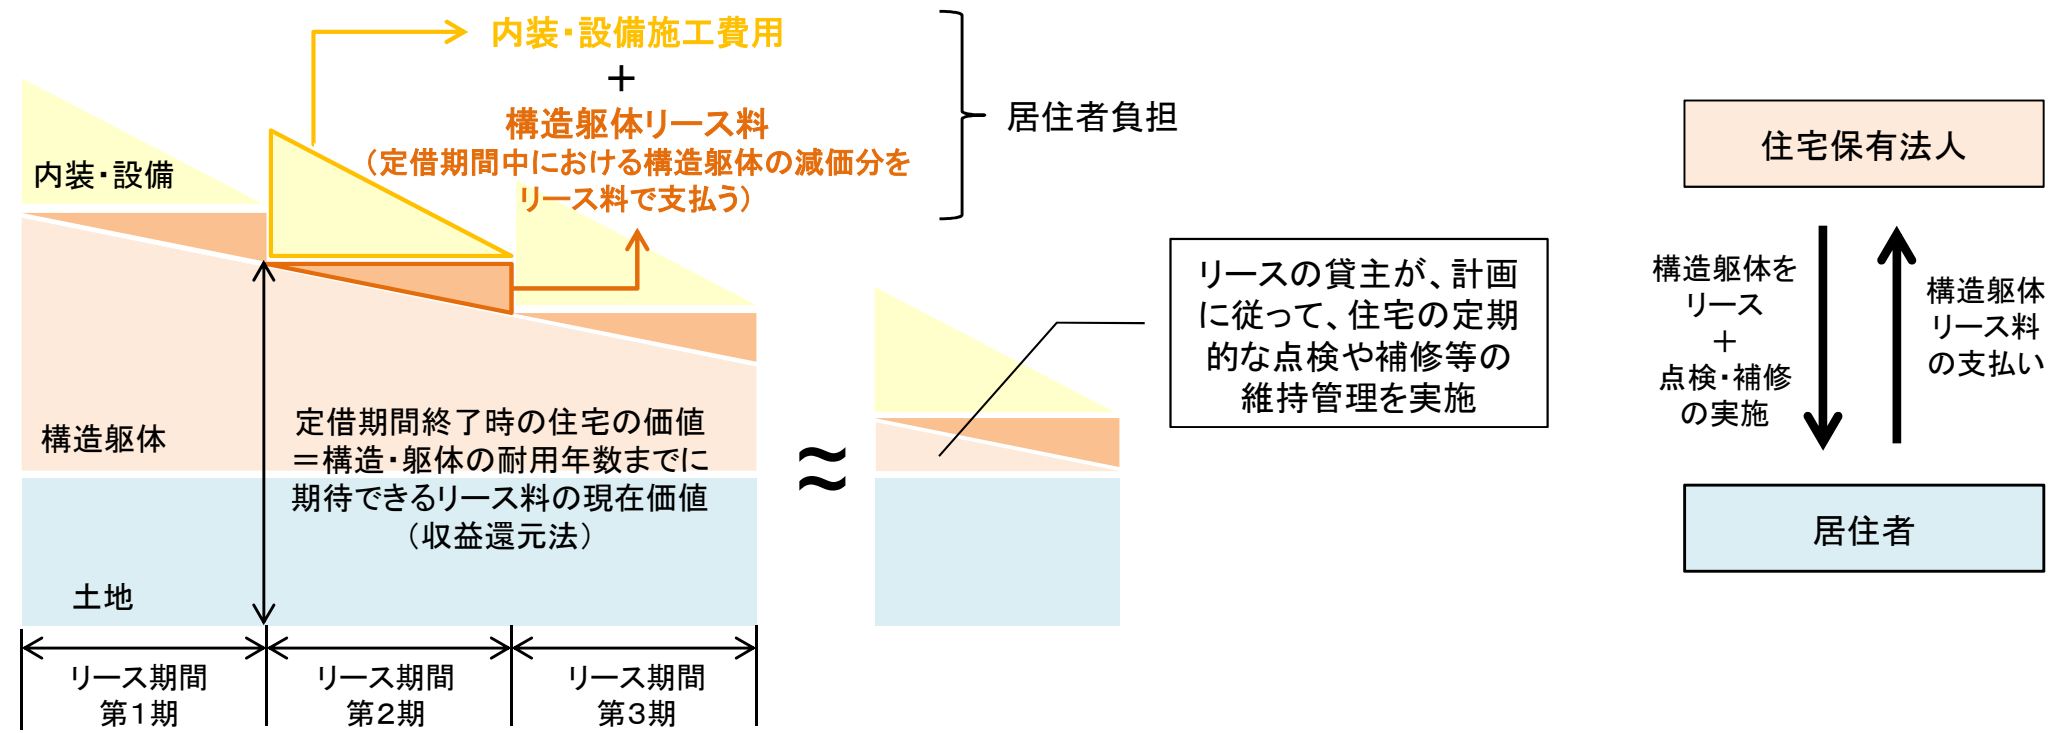 内装・設備施工費用
＋
構造躯体リース料
（定借期間中における構造躯体の減価分を
リース料で支払う）
居住者負担
内装・設備
構造躯体
土地
定借期間終了時の住宅の価値
＝構造・躯体の耐用年数までに
期待できるリース料の現在価値
（収益還元法）
リース期間
第１期
リース期間
第２期
リース期間
第３期
≈
リースの貸主が、計画
に従って、住宅の定期
的な点検や補修等の
維持管理を実施
住宅保有法人
構造躯体を
リース
＋
点検・補修
の実施
構造躯体
リース料
の支払い
居住者